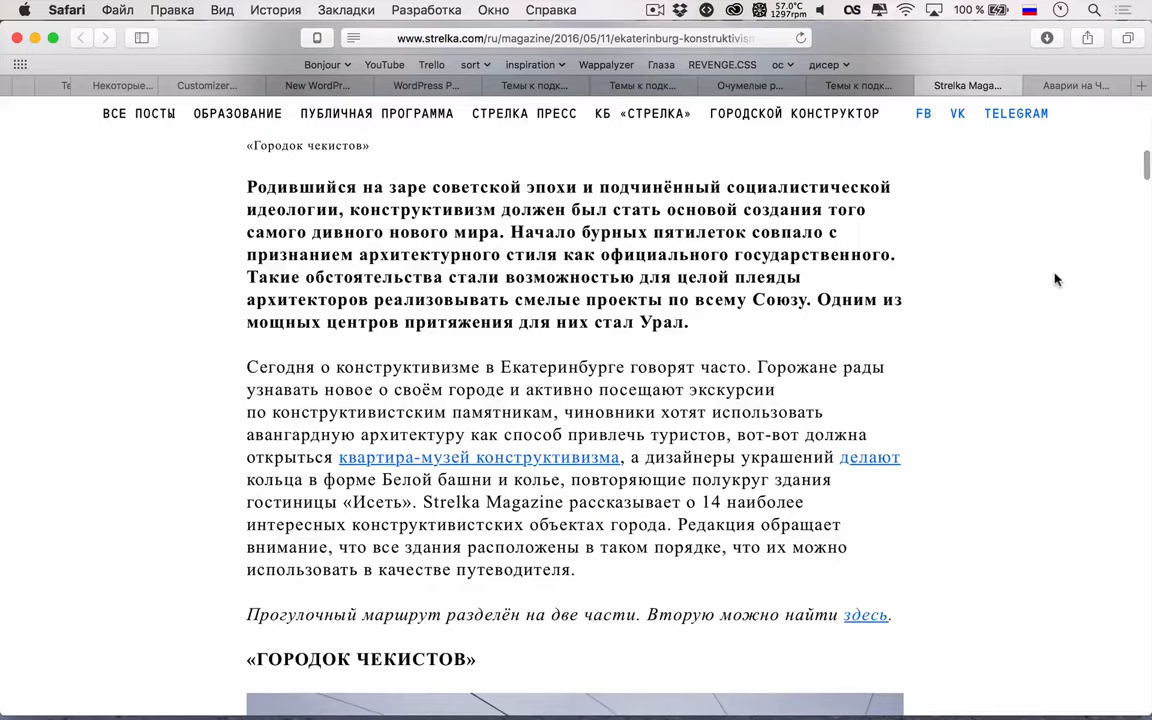 Safari Файл Правка Вид История Закладки Разработка Окно Справка 57.0°C 1297rpm 100 %
www.strelka.com/ru/magazine/2016/05/11/ekaterinburg-konstruktivism
Bonjour YouTube Trello sort inspiration Wappalyzer Глаза REVENGE.CSS ос дисер
Те Некоторые... Customizer... New WordPr... WordPress P... Темы к подк... Темы к подк... Очумелые р... Темы к подк... Strelka Maga... Аварии на Ч...
ВСЕ ПОСТЫ ОБРАЗОВАНИЕ ПУБЛИЧНАЯ ПРОГРАММА СТРЕЛКА ПРЕСС КБ «СТРЕЛКА» ГОРОДСКОЙ КОНСТРУКТОР FB VK TELEGRAM
«Городок чекистов»
Родившийся на заре советской эпохи и подчинённый социалистической
идеологии, конструктивизм должен был стать основой создания того
самого дивного нового мира. Начало бурных пятилеток совпало с
признанием архитектурного стиля как официального государственного.
Такие обстоятельства стали возможностью для целой плеяды
архитекторов реализовывать смелые проекты по всему Союзу. Одним из
мощных центров притяжения для них стал Урал.
Сегодня о конструктивизме в Екатеринбурге говорят часто. Горожане рады
узнавать новое о своём городе и активно посещают экскурсии
по конструктивистским памятникам, чиновники хотят использовать
авангардную архитектуру как способ привлечь туристов, вот-вот должна
открыться квартира-музей конструктивизма, а дизайнеры украшений делают
кольца в форме Белой башни и колье, повторяющие полукруг здания
гостиницы «Исеть». Strelka Magazine рассказывает о 14 наиболее
интересных конструктивистских объектах города. Редакция обращает
внимание, что все здания расположены в таком порядке, что их можно
использовать в качестве путеводителя.
Прогулочный маршрут разделён на две части. Вторую можно найти здесь.
«ГОРОДОК ЧЕКИСТОВ»